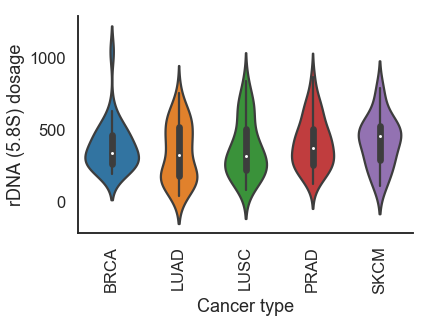 rDNA (5.8S) dosage
1000
500
0
BRCA
LUAD
LUSC
PRAD
SKCM
Cancer type